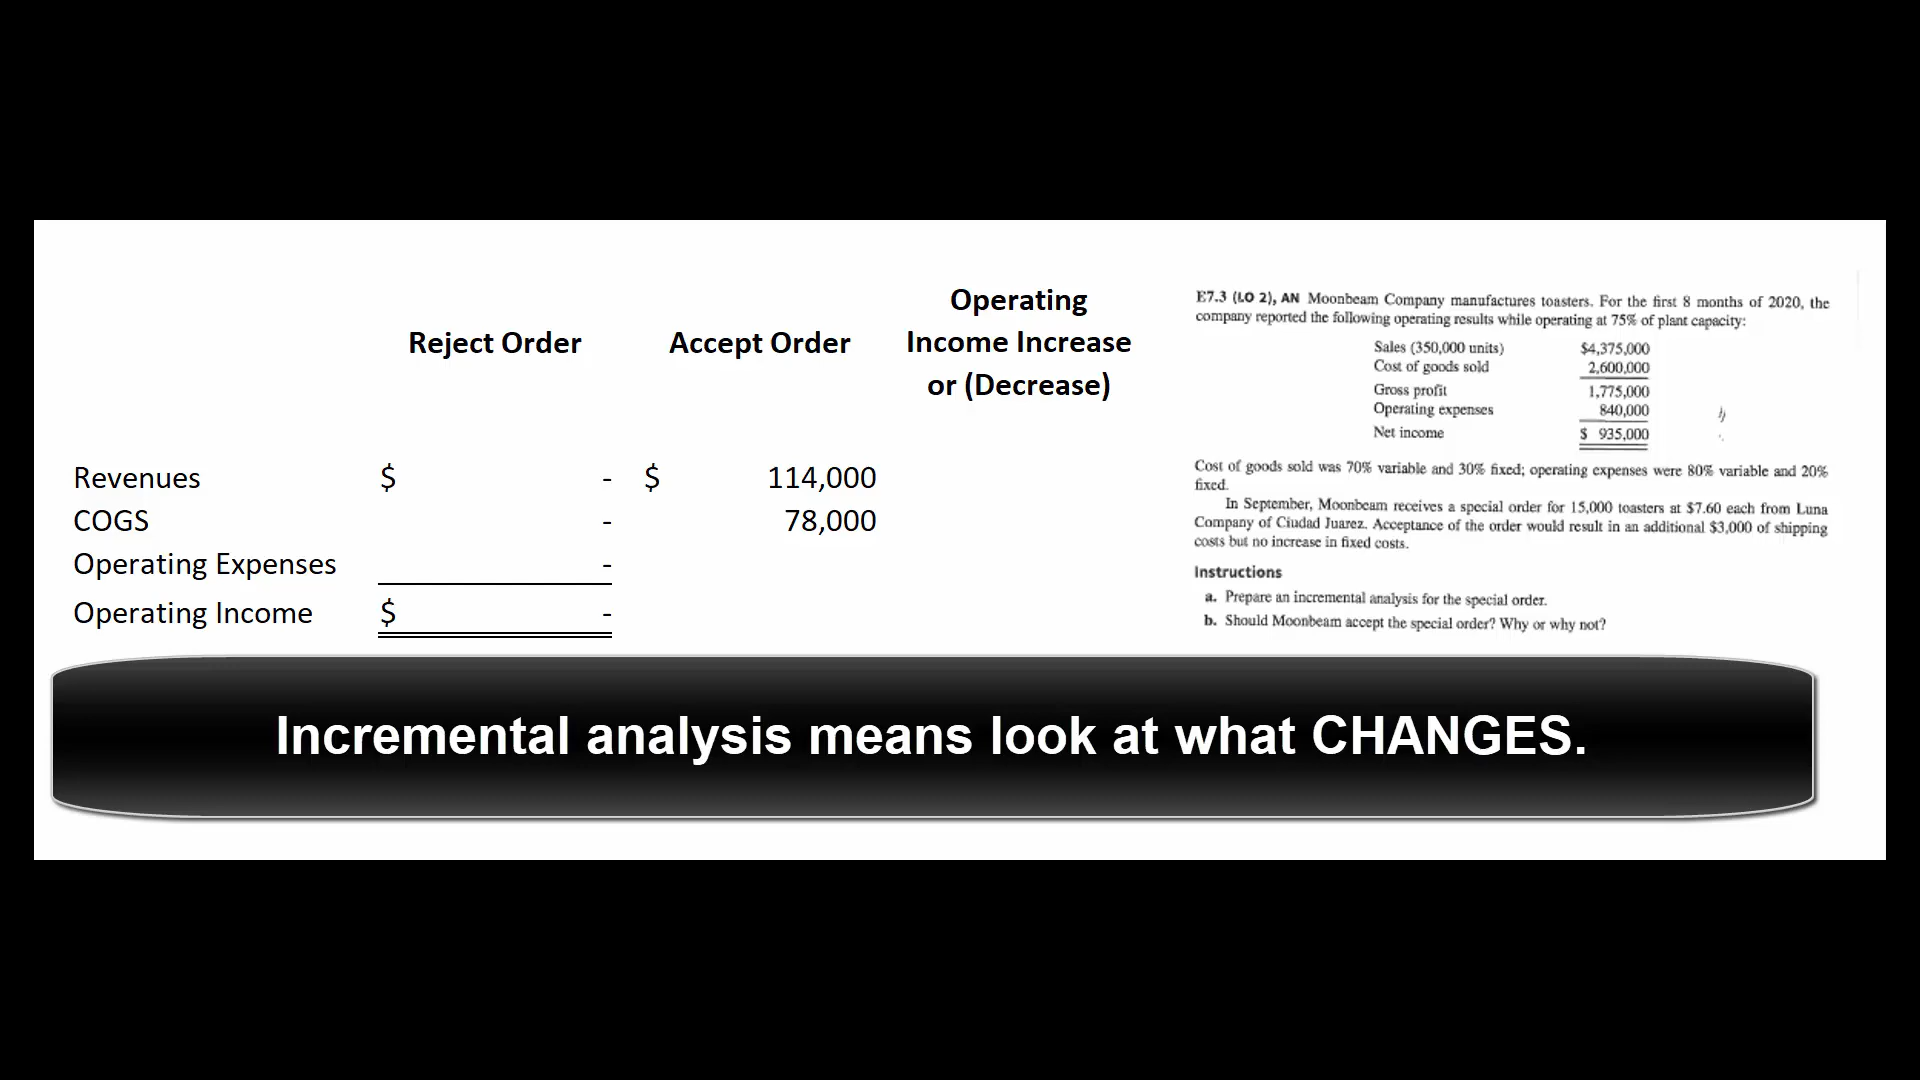 Reject Order
Accept Order
Operating
Income Increase
or (Decrease)
Revenues $ - $ 114,000
COGS - 78,000
Operating Expenses -
Operating Income $ -
E7.3 (LO 2), AN Moonbeam Company manufactures toasters. For the first 8 months of 2020, the
company reported the following operating results while operating at 75% of plant capacity:
Sales (350,000 units) $4,375,000
Cost of goods sold 2,600,000
Gross profit 1,775,000
Operating expenses 840,000
Net income $ 935,000
Cost of goods sold was 70% variable and 30% fixed; operating expenses were 80% variable and 20%
fixed.
In September, Moonbeam receives a special order for 15,000 toasters at $7.60 each from Luna
Company of Ciudad Juarez. Acceptance of the order would result in an additional $3,000 of shipping
costs but no increase in fixed costs.
Instructions
a. Prepare an incremental analysis for the special order.
b. Should Moonbeam accept the special order? Why or why not?
Incremental analysis means look at what CHANGES.